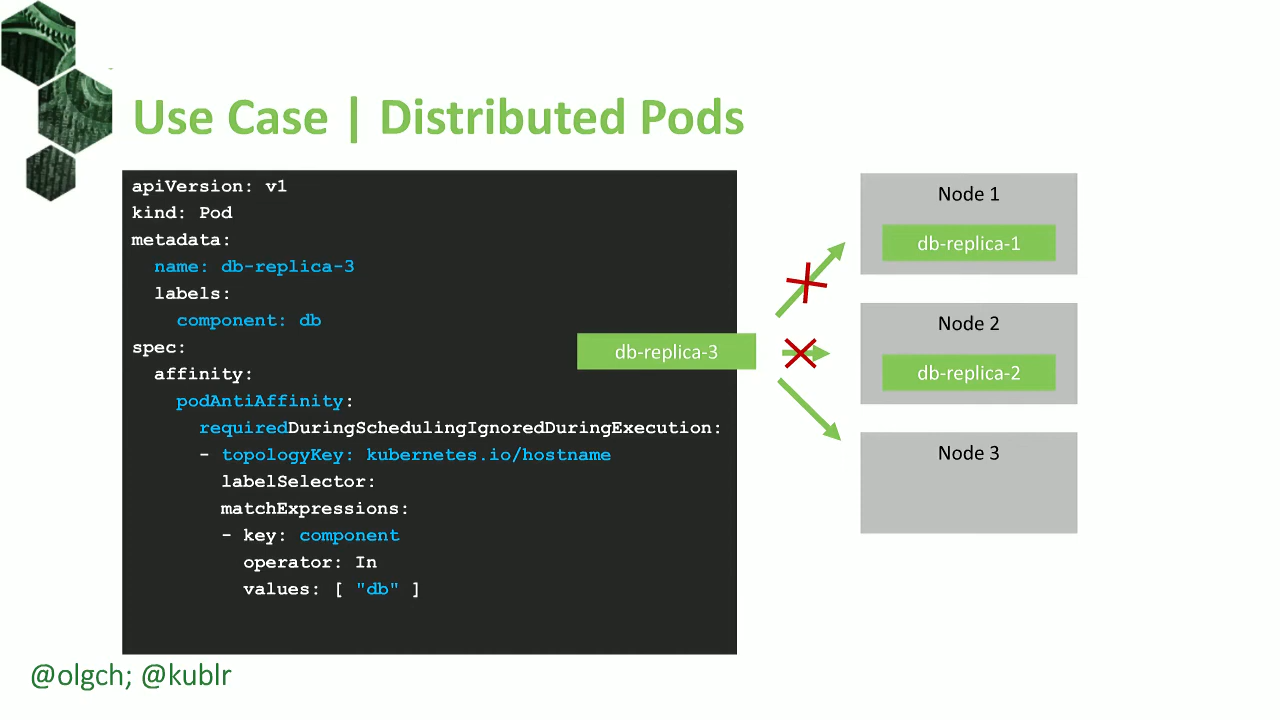 Use Case | Distributed Pods
apiVersion: v1
kind: Pod
metadata:
  name: db-replica-3
  labels:
    component: db
spec:
  affinity:
    podAntiAffinity:
      requiredDuringSchedulingIgnoredDuringExecution:
      - topologyKey: kubernetes.io/hostname
        labelSelector:
        matchExpressions:
        - key: component
          operator: In
          values: [ "db" ]
db-replica-3
Node 1
db-replica-1
Node 2
db-replica-2
Node 3
@olgch; @kublr